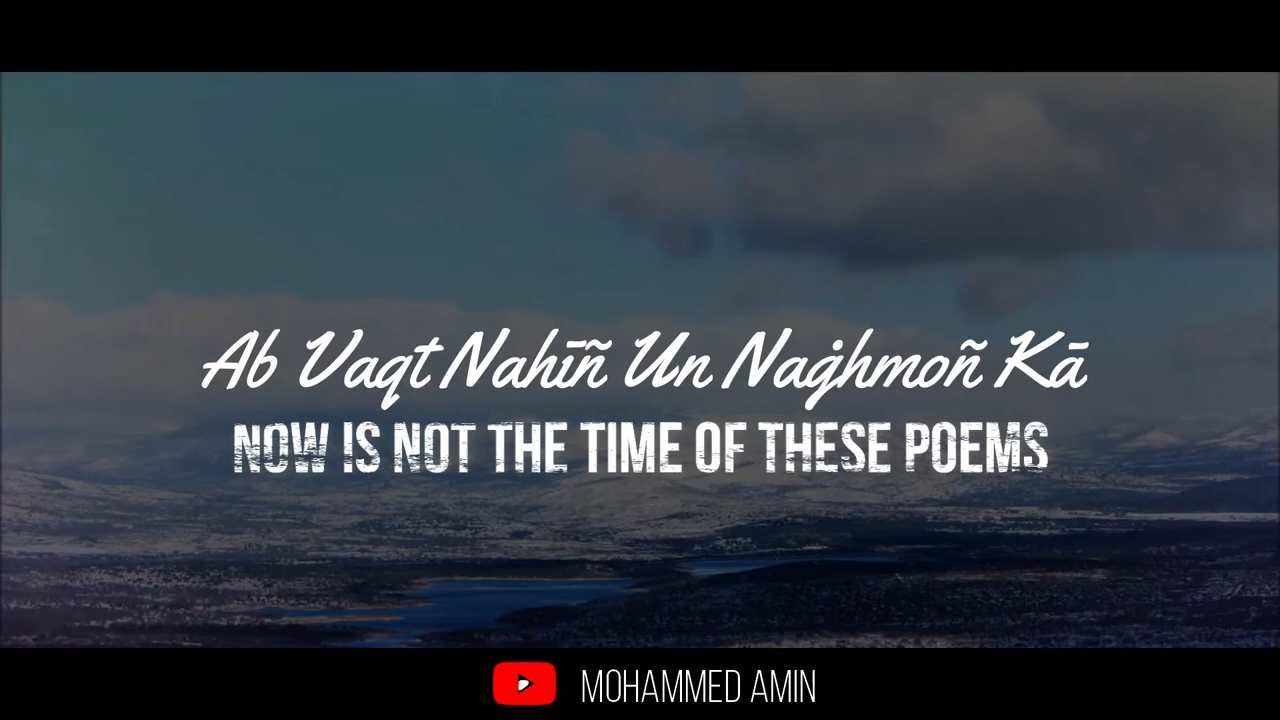 Ab Vaqt Nahīñ Un Naġhmoñ Kā
NOW IS NOT THE TIME OF THESE POEMS
MOHAMMED AMIN